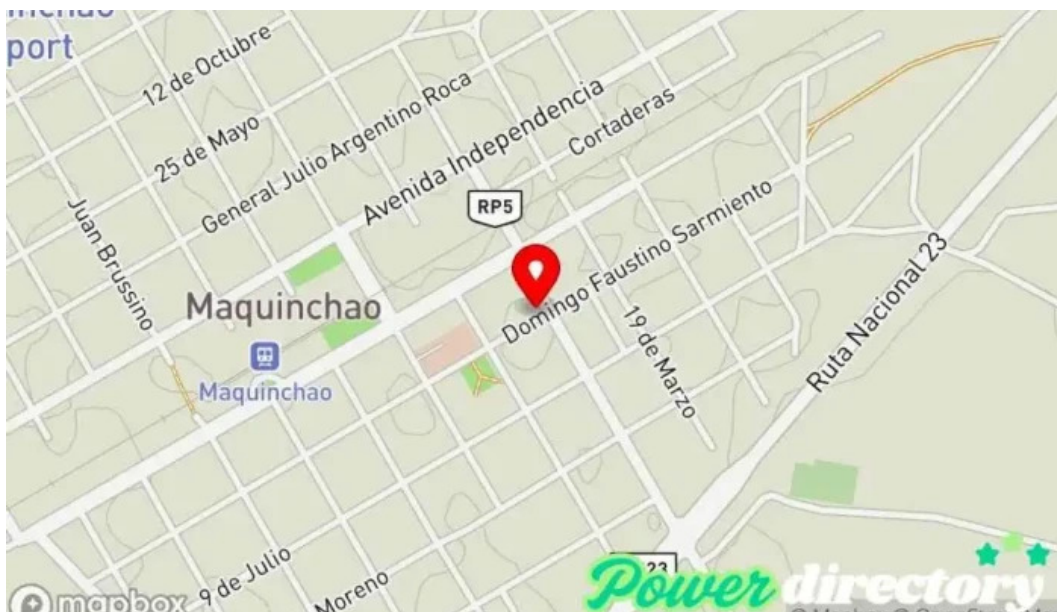 port
12 de Octubre
25 de Mayo
General Julio Argentino Roca
Avenida Independencia
Cortaderas
Juan Brussino
RP5
Domingo Faustino Sarmiento
Maquinchao
Maquinchao
19 de Marzo
Ruta Nacional 23
9 de Julio
Moreno
23
Power directory
mapbox